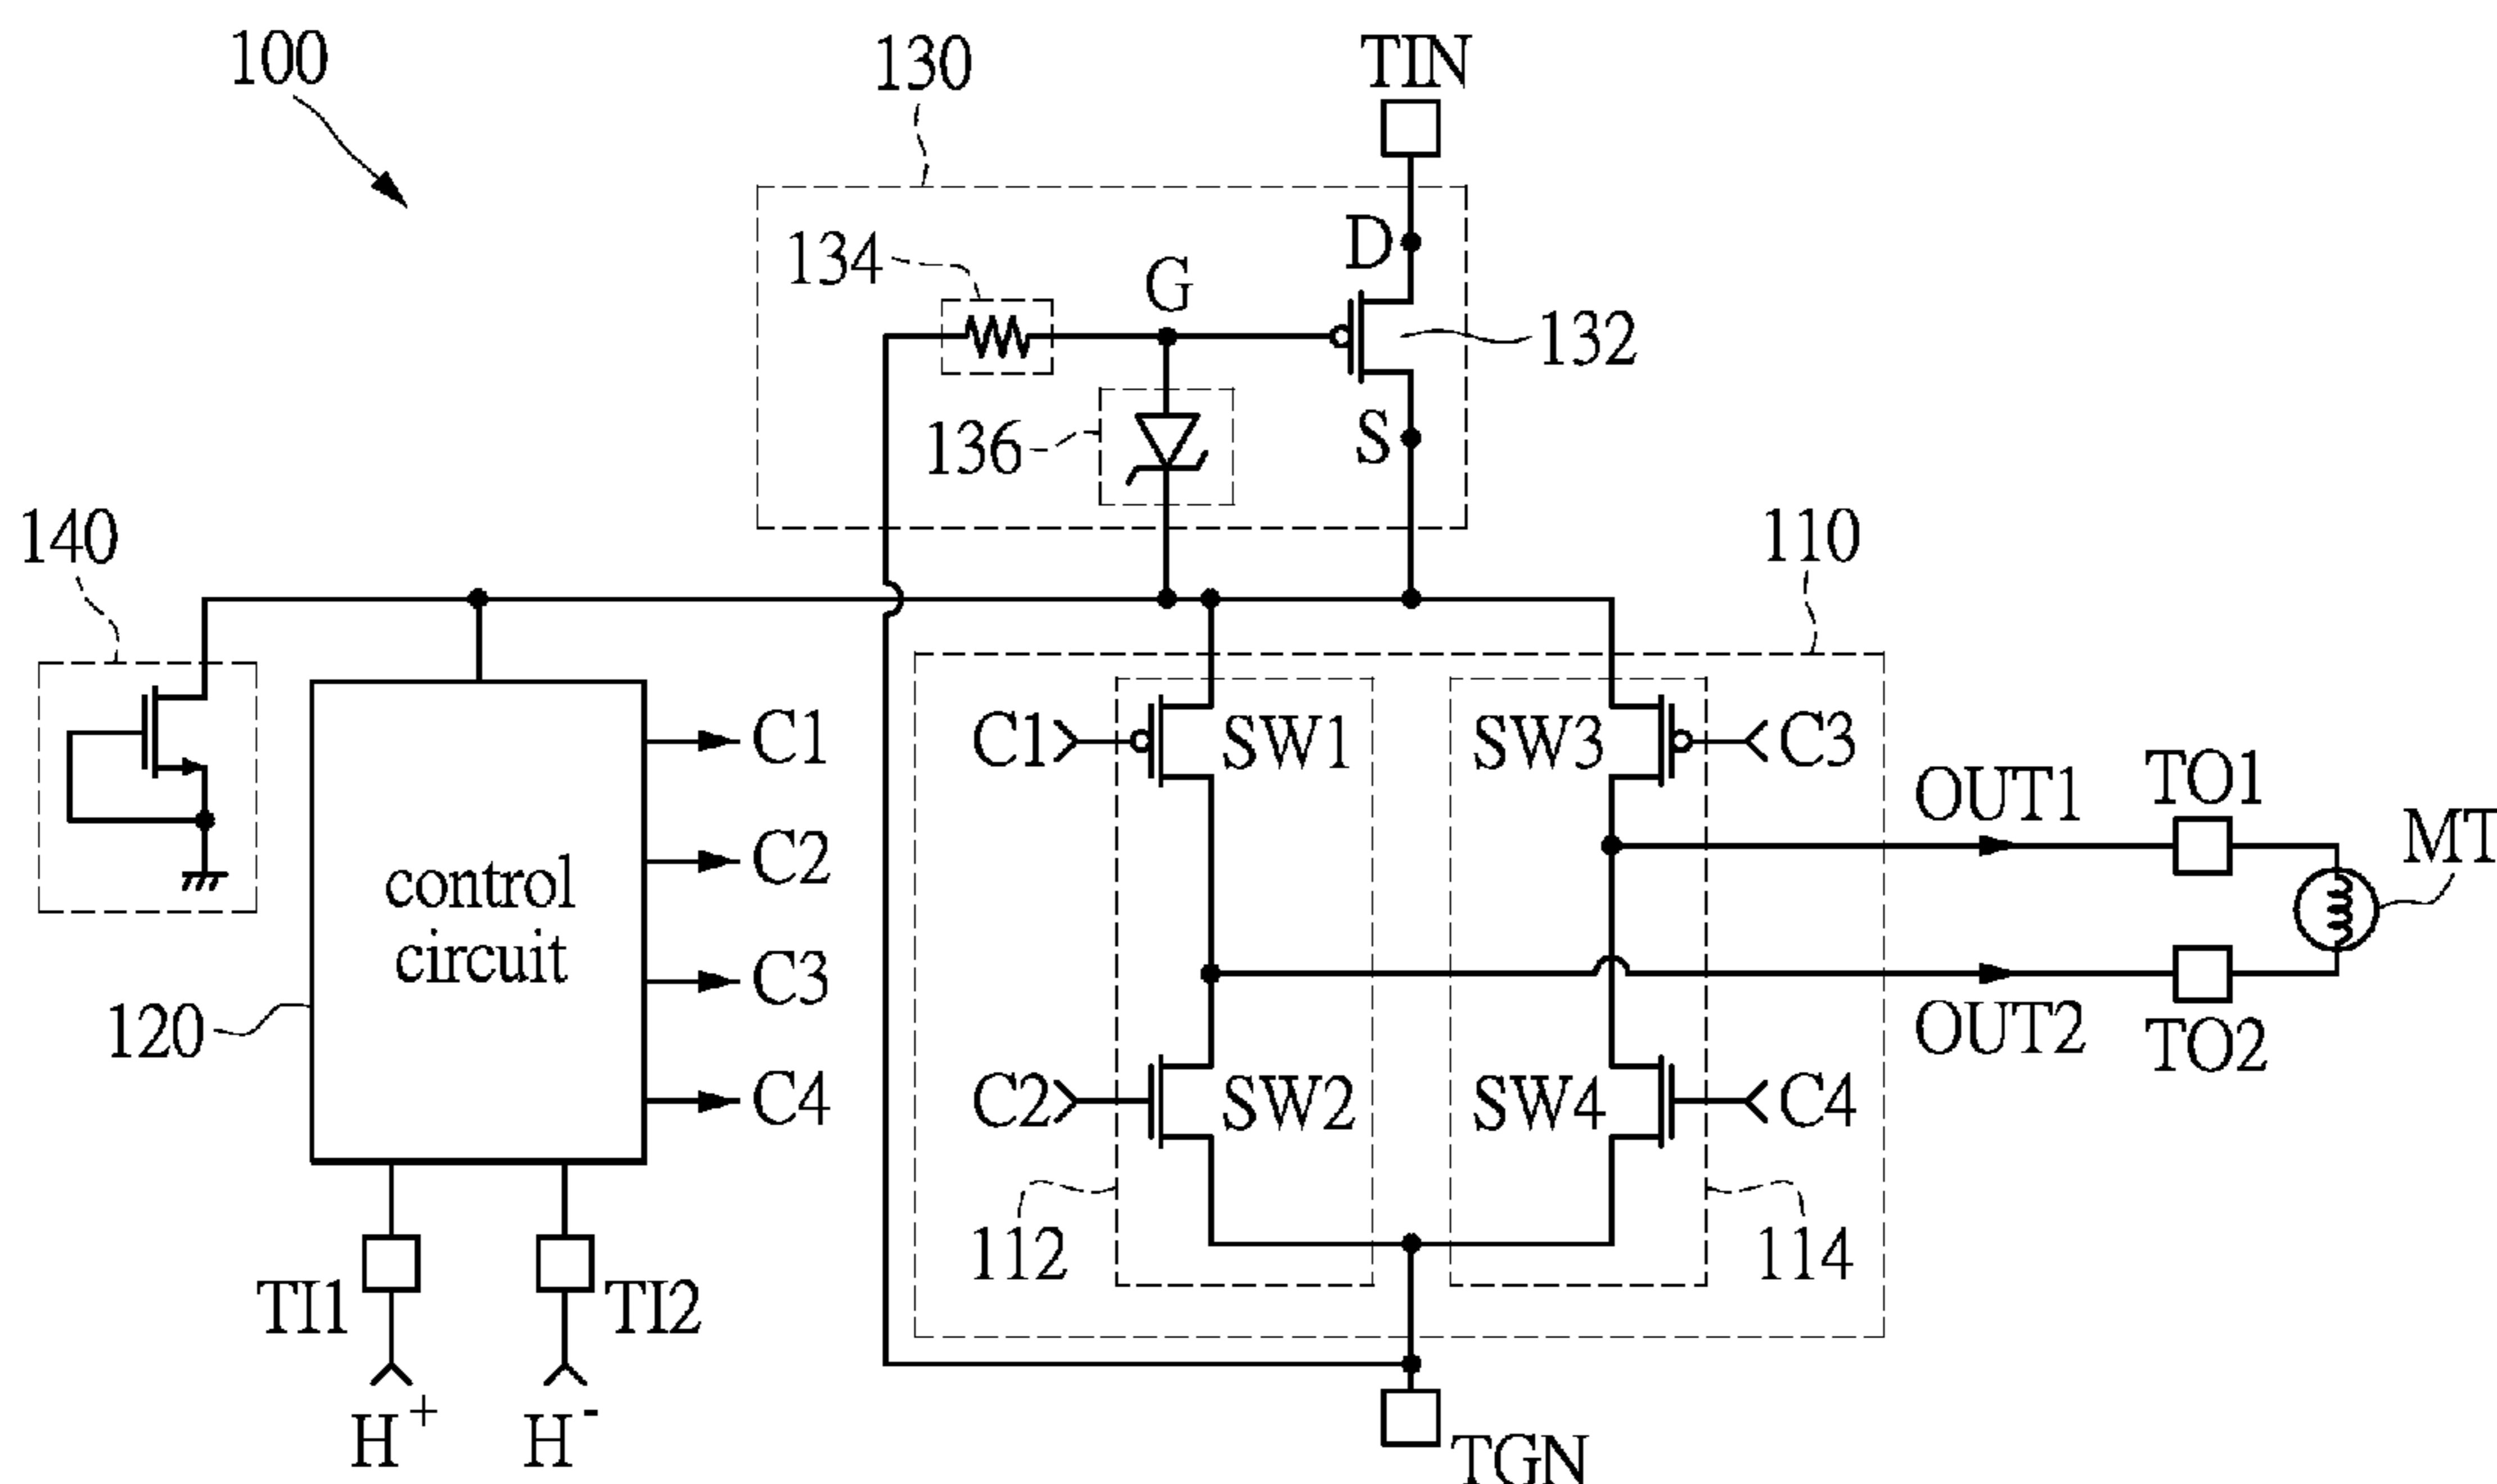 100
130
TIN
134
G
D
132
136
S
140
110
C1
C1
SW1
SW3
C3
OUT1
TO1
MT
C2
control
circuit
C3
120
OUT2
TO2
C4
C2
SW2
SW4
C4
112
114
TI1
TI2
H+
H-
TGN